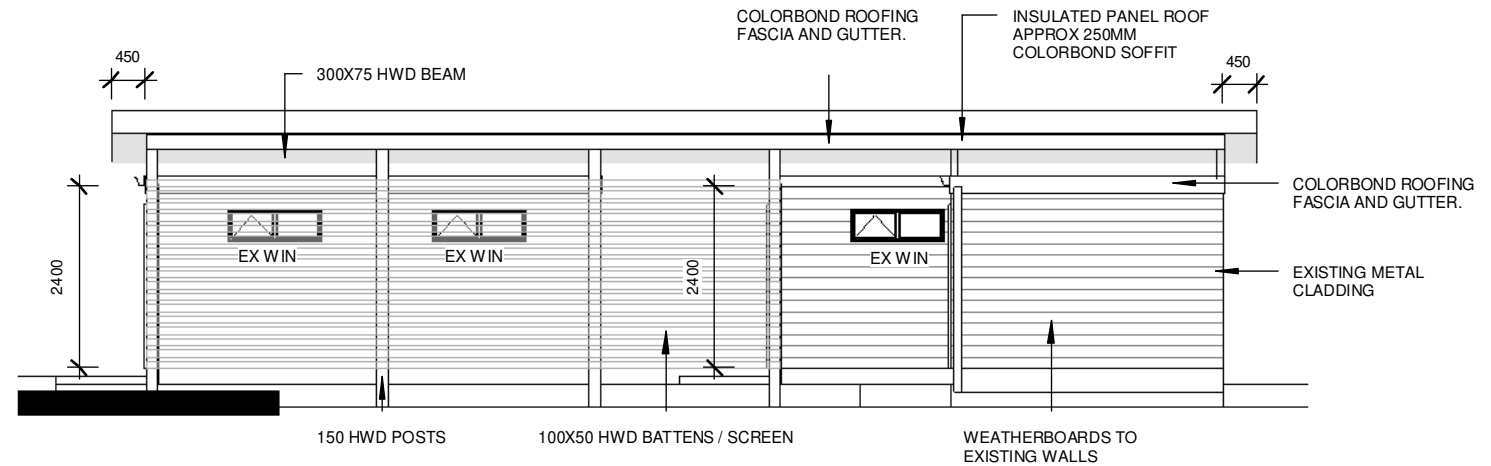 COLORBOND ROOFING
FASCIA AND GUTTER.
INSULATED PANEL ROOF
APPROX 250MM
COLORBOND SOFFIT
450
300X75 HWD BEAM
450
COLORBOND ROOFING
FASCIA AND GUTTER.
EX WIN
EX WIN
EX WIN
2400
2400
EXISTING METAL
CLADDING
150 HWD POSTS
100X50 HWD BATTENS / SCREEN
WEATHERBOARDS TO
EXISTING WALLS